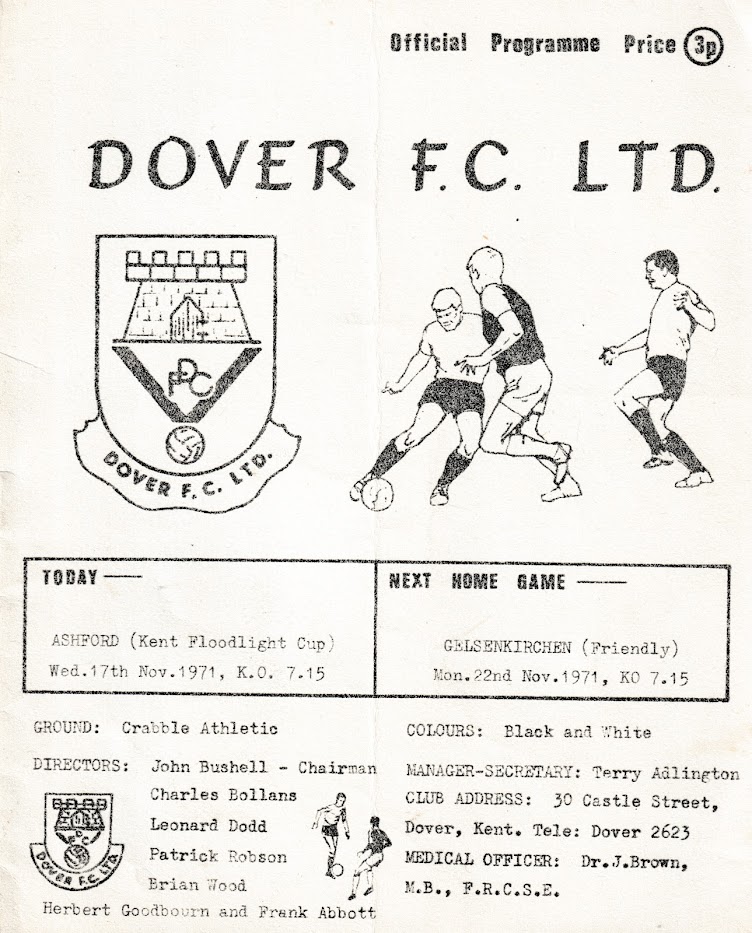 Official Programme Price 3p
DOVER F.C. LTD.
FDC
DOVER F.C. LTD.
TODAY —
ASHFORD (Kent Floodlight Cup)
Wed.17th Nov.1971, K.O. 7.15
NEXT HOME GAME —
GELSENKIRCHEN (Friendly)
Mon.22nd Nov.1971, KO 7.15
GROUND: Crabble Athletic
DIRECTORS: John Bushell - Chairman
Charles Bollans
Leonard Dodd
Patrick Robson
Brian Wood
Herbert Goodbourn and Frank Abbott
DFC
DOVER F.C. LTD.
COLOURS: Black and White
MANAGER-SECRETARY: Terry Adlington
CLUB ADDRESS: 30 Castle Street,
Dover, Kent. Tele: Dover 2623
MEDICAL OFFICER: Dr.J.Brown,
M.B., F.R.C.S.E.